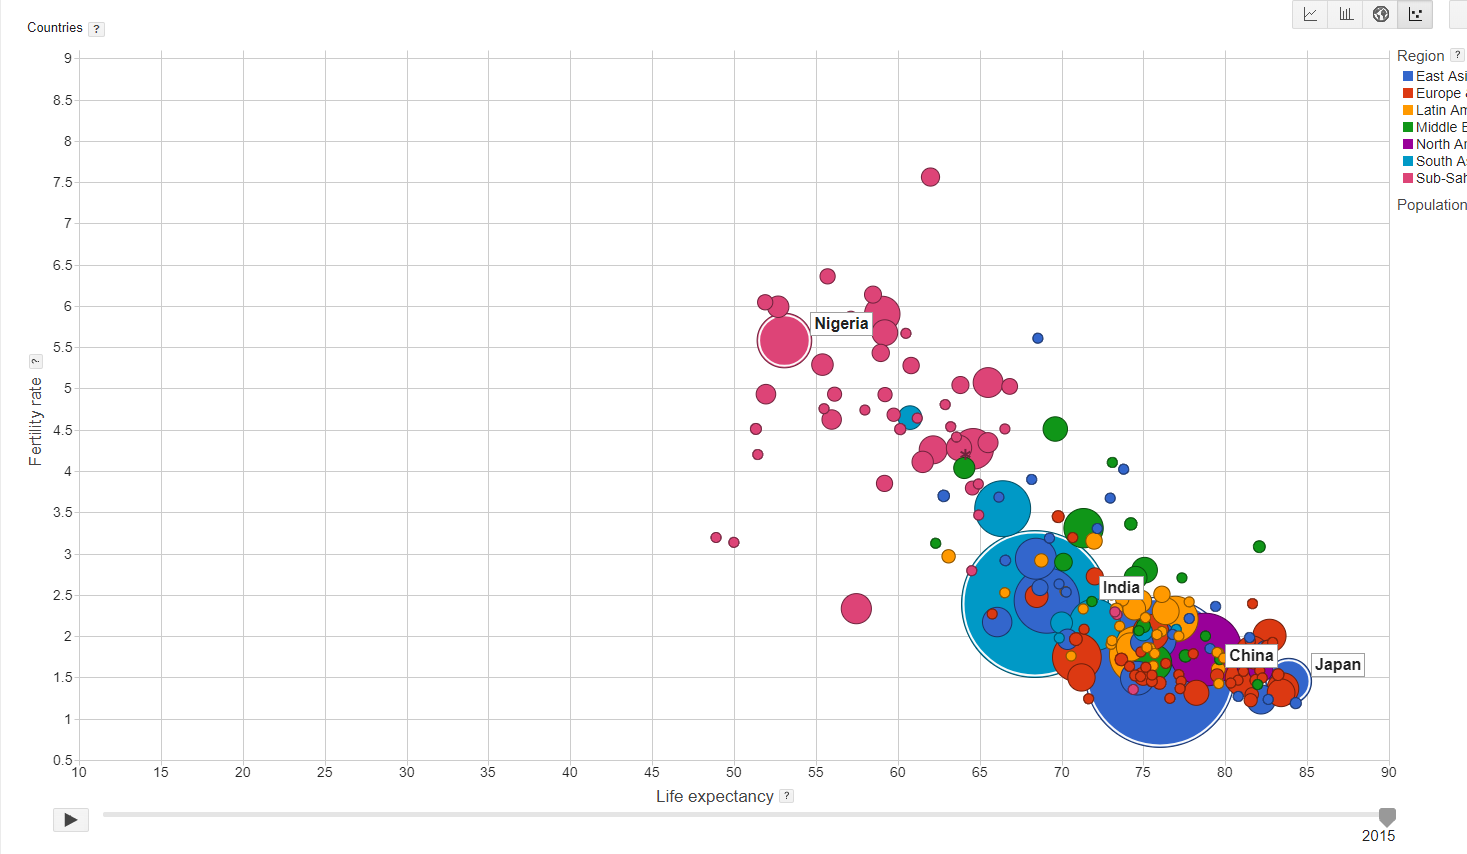 Countries ?
Region ?
East Asi
Europe
Latin Am
Middle E
North Am
South As
Sub-Sah
Population
9
8.5
8
7.5
7
6.5
6
5.5
5
4.5
4
3.5
3
2.5
2
1.5
1
0.5
Fertility rate ?
Nigeria
India
China
Japan
10 15 20 25 30 35 40 45 50 55 60 65 70 75 80 85 90
Life expectancy ?
2015